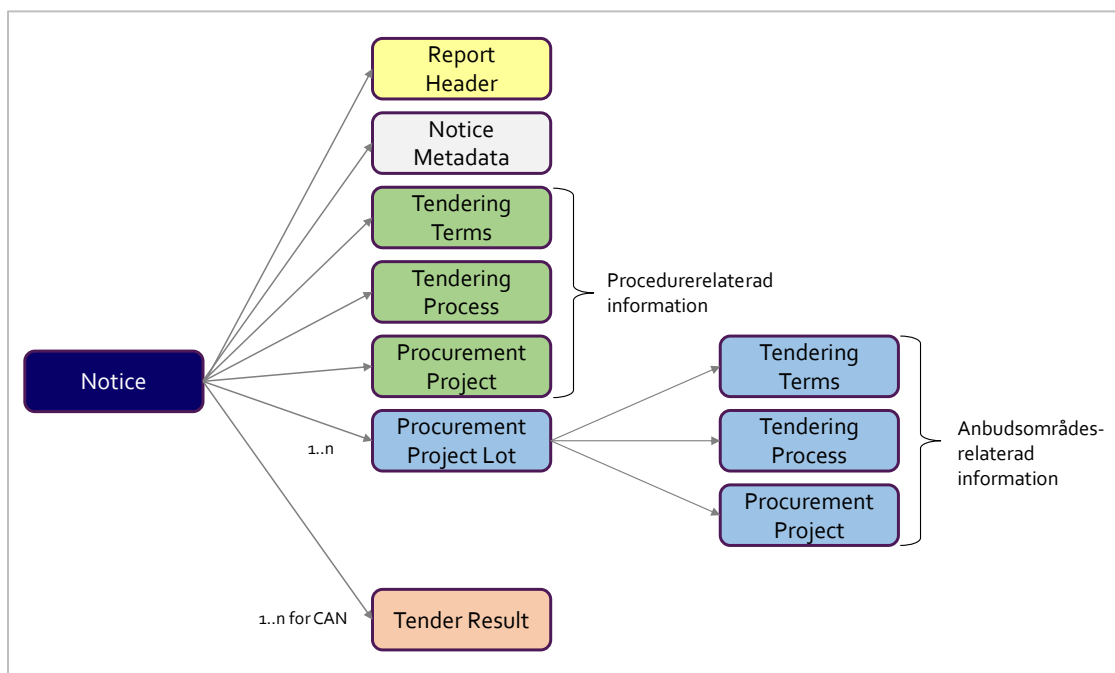 Report
Header
Notice
Metadata
Tendering
Terms
Tendering
Process
Procedurerelaterad
information
Notice
Procurement
Project
Tendering
Terms
1..n
Procurement
Project Lot
Tendering
Process
Anbudsområdes-
relaterad
information
Procurement
Project
1..n for CAN
Tender Result